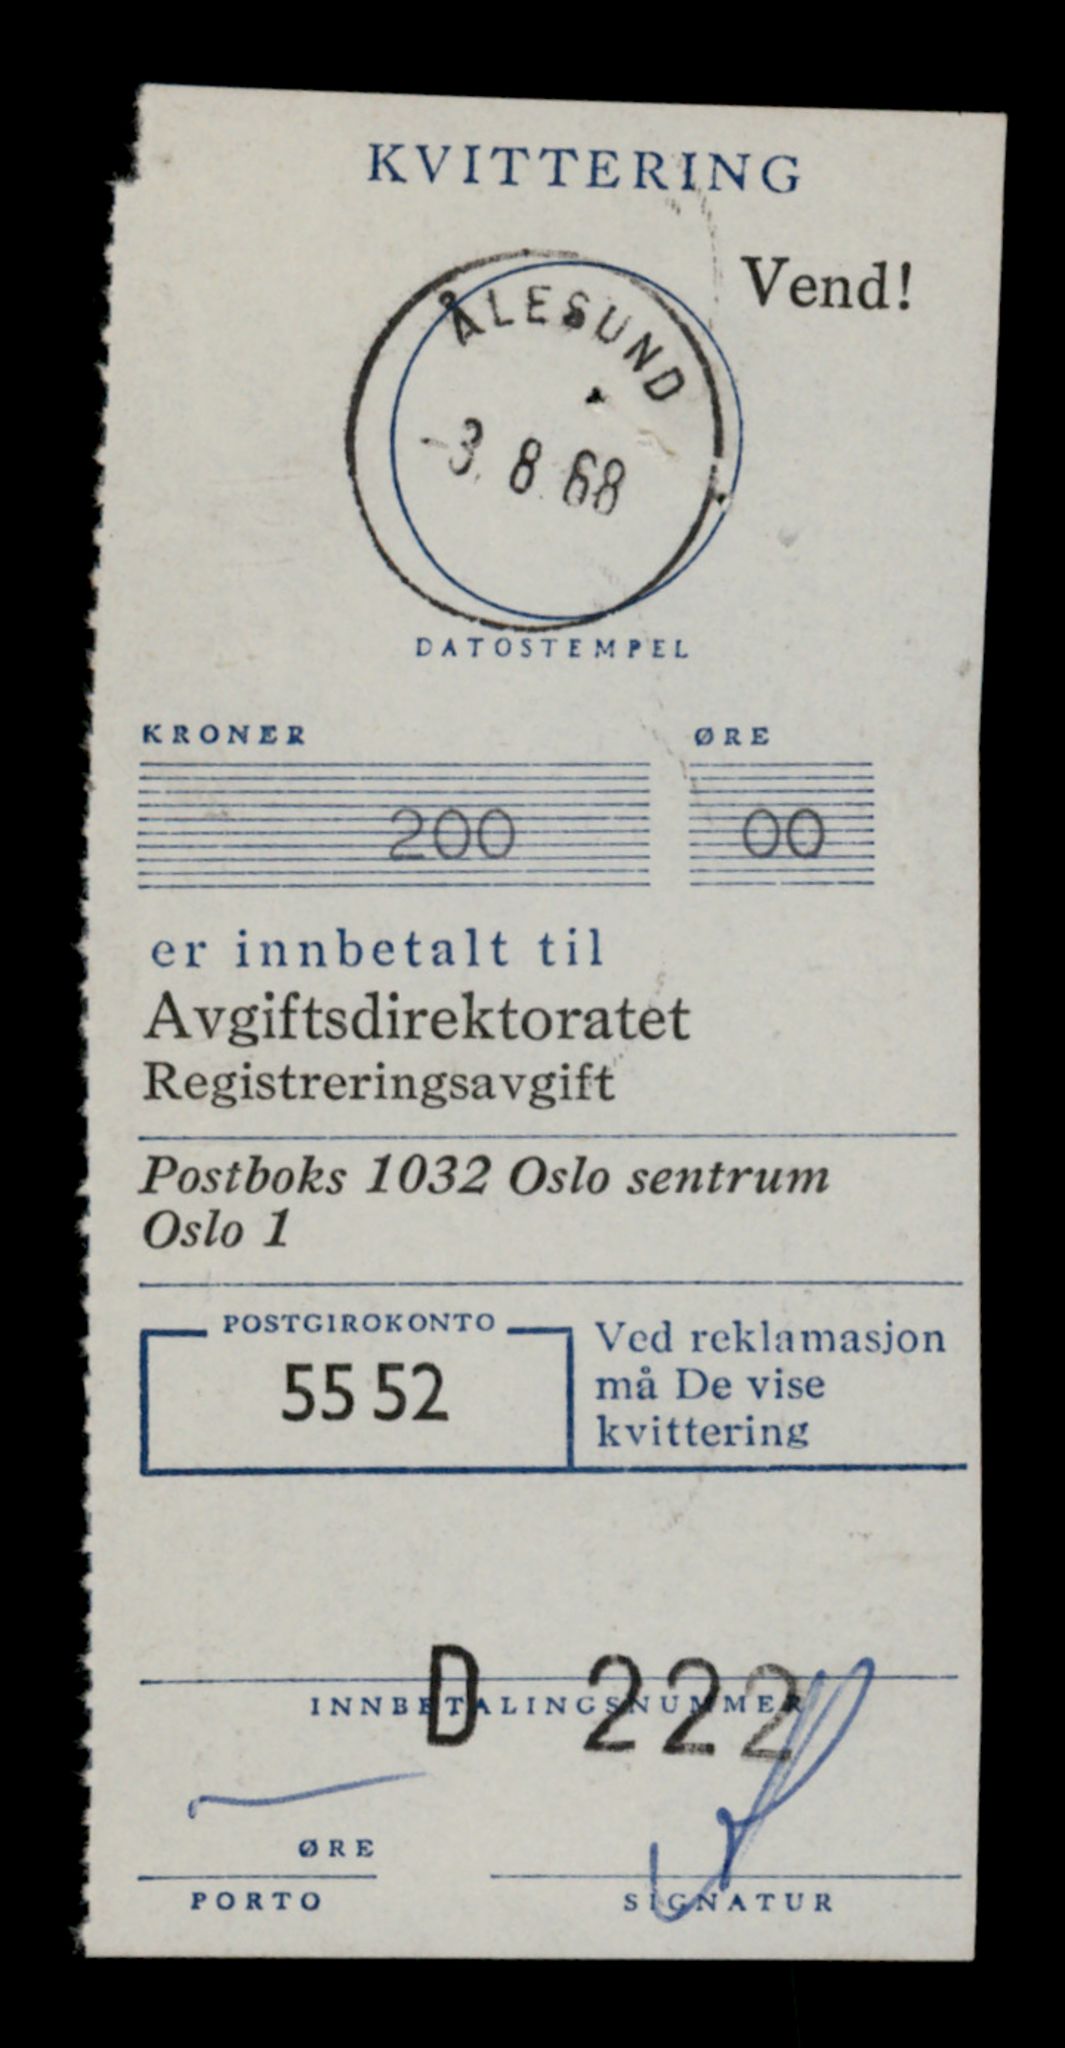 KVITTERING
Vend!
ÅLESUND
-3. 8. 68
DATOSTEMPEL
KRONER ØRE
200 00
er innbetalt til
Avgiftsdirektoratet
Registreringsavgift
Postboks 1032 Oslo sentrum
Oslo 1
POSTGIROKONTO
55 52
Ved reklamasjon
må De vise
kvittering
D 222
INNBETALINGSNUMMER
ØRE
PORTO
SIGNATUR